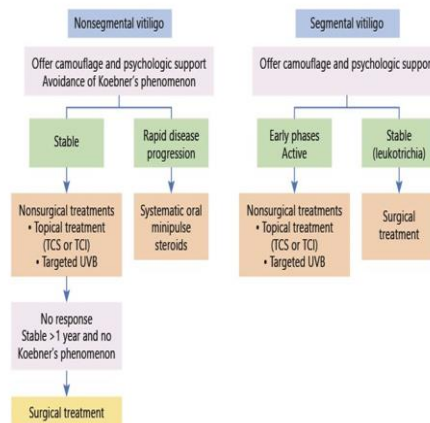 Nonsegmental vitiligo
Offer camouflage and psychologic support
Avoidance of Koebner's phenomenon
Stable
Rapid disease
progression
Nonsurgical treatments
• Topical treatment
(TCS or TCI)
• Targeted UVB
Systematic oral
minipulse
steroids
No response
Stable >1 year and no
Koebner's phenomenon
Surgical treatment
Segmental vitiligo
Offer camouflage and psychologic support
Early phases
Active
Stable
(leukotrichia)
Nonsurgical treatments
• Topical treatment
(TCS or TCI)
• Targeted UVB
Surgical
treatment